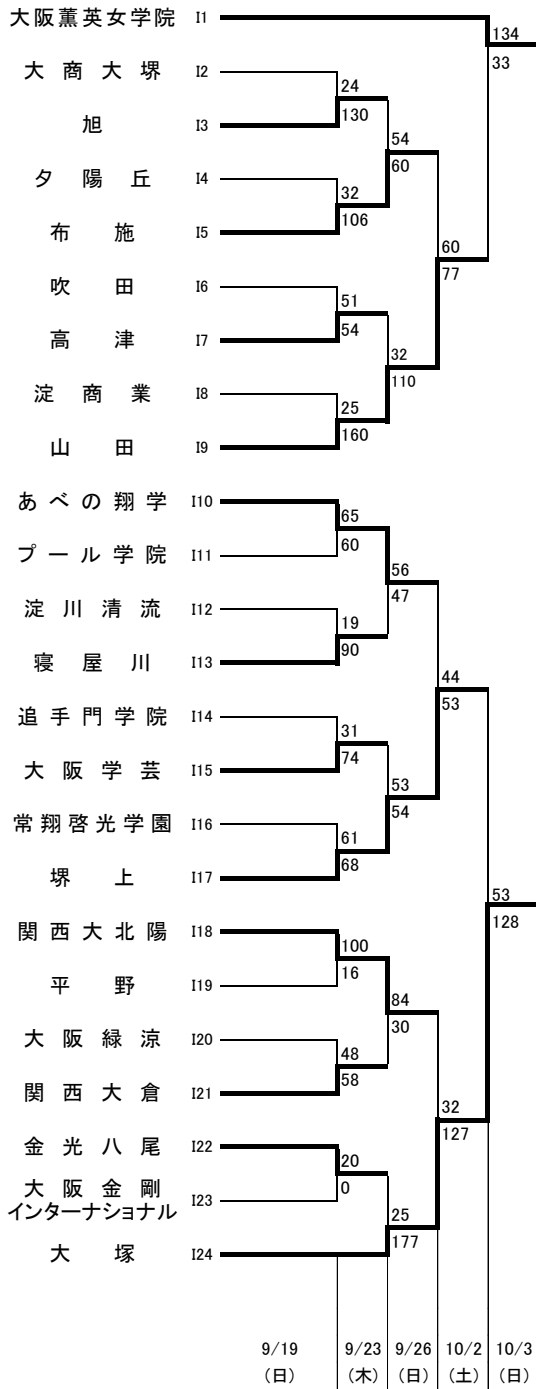 大阪薫英女学院 I1
134
33
大商大堺 I2
24
旭 I3
130
54
60
夕陽丘 I4
32
布施 I5
106
60
77
吹田 I6
51
高津 I7
54
32
110
淀商業 I8
25
山田 I9
160
あべの翔学 I10
65
プール学院 I11
60
56
47
淀川清流 I12
19
寝屋川 I13
90
44
53
追手門学院 I14
31
大阪学芸 I15
74
53
54
常翔啓光学園 I16
61
堺上 I17
68
53
128
関西大北陽 I18
100
平野 I19
16
84
30
大阪緑涼 I20
48
関西大倉 I21
58
32
127
金光八尾 I22
20
大阪金剛
インターナショナル I23
0
25
177
大塚 I24
9/19 9/23 9/26 10/2 10/3
（日） （木） （日） （土） （日）